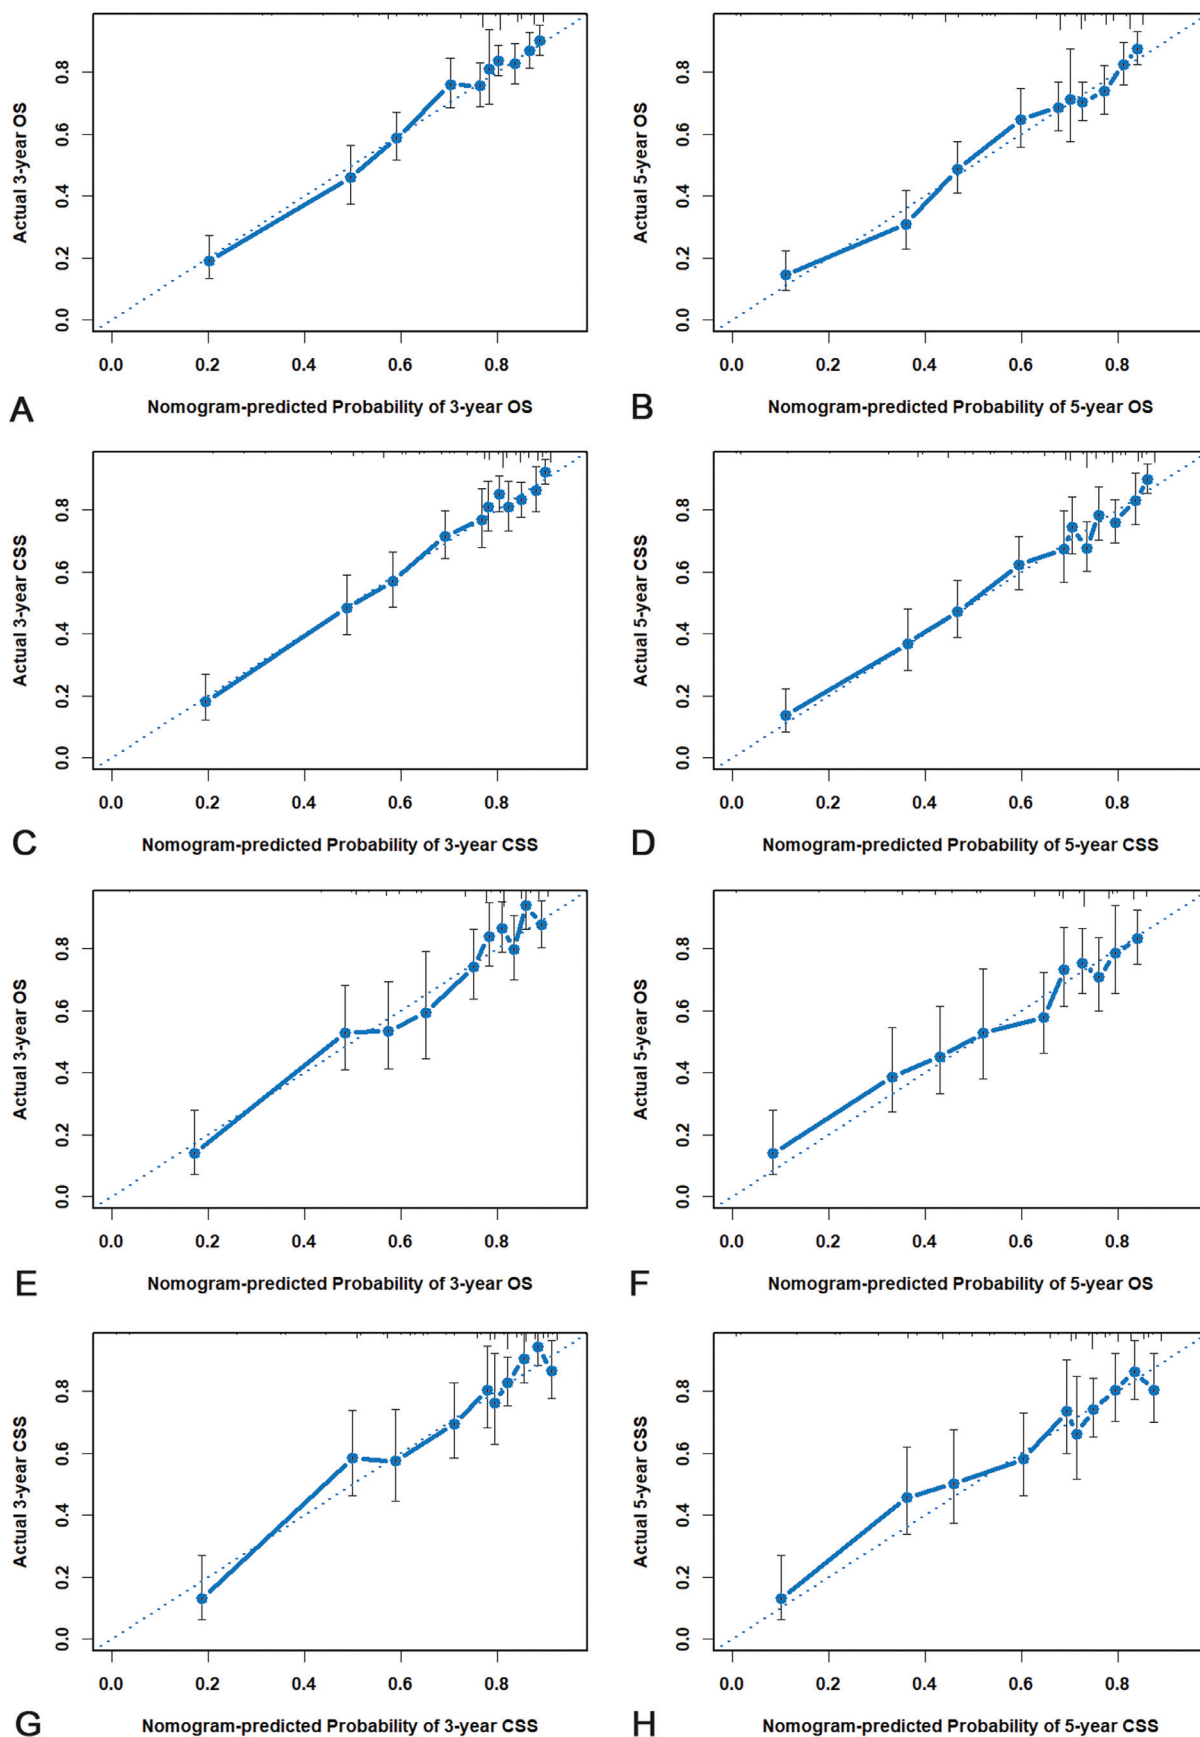 Actual 3-year OS
0.0 0.2 0.4 0.6 0.8
0.0 0.2 0.4 0.6 0.8
A Nomogram-predicted Probability of 3-year OS
Actual 5-year OS
0.0 0.2 0.4 0.6 0.8
0.0 0.2 0.4 0.6 0.8
B Nomogram-predicted Probability of 5-year OS
Actual 3-year CSS
0.0 0.2 0.4 0.6 0.8
0.0 0.2 0.4 0.6 0.8
C Nomogram-predicted Probability of 3-year CSS
Actual 5-year CSS
0.0 0.2 0.4 0.6 0.8
0.0 0.2 0.4 0.6 0.8
D Nomogram-predicted Probability of 5-year CSS
Actual 3-year OS
0.0 0.2 0.4 0.6 0.8
0.0 0.2 0.4 0.6 0.8
E Nomogram-predicted Probability of 3-year OS
Actual 5-year OS
0.0 0.2 0.4 0.6 0.8
0.0 0.2 0.4 0.6 0.8
F Nomogram-predicted Probability of 5-year OS
Actual 3-year CSS
0.0 0.2 0.4 0.6 0.8
0.0 0.2 0.4 0.6 0.8
G Nomogram-predicted Probability of 3-year CSS
Actual 5-year CSS
0.0 0.2 0.4 0.6 0.8
0.0 0.2 0.4 0.6 0.8
H Nomogram-predicted Probability of 5-year CSS